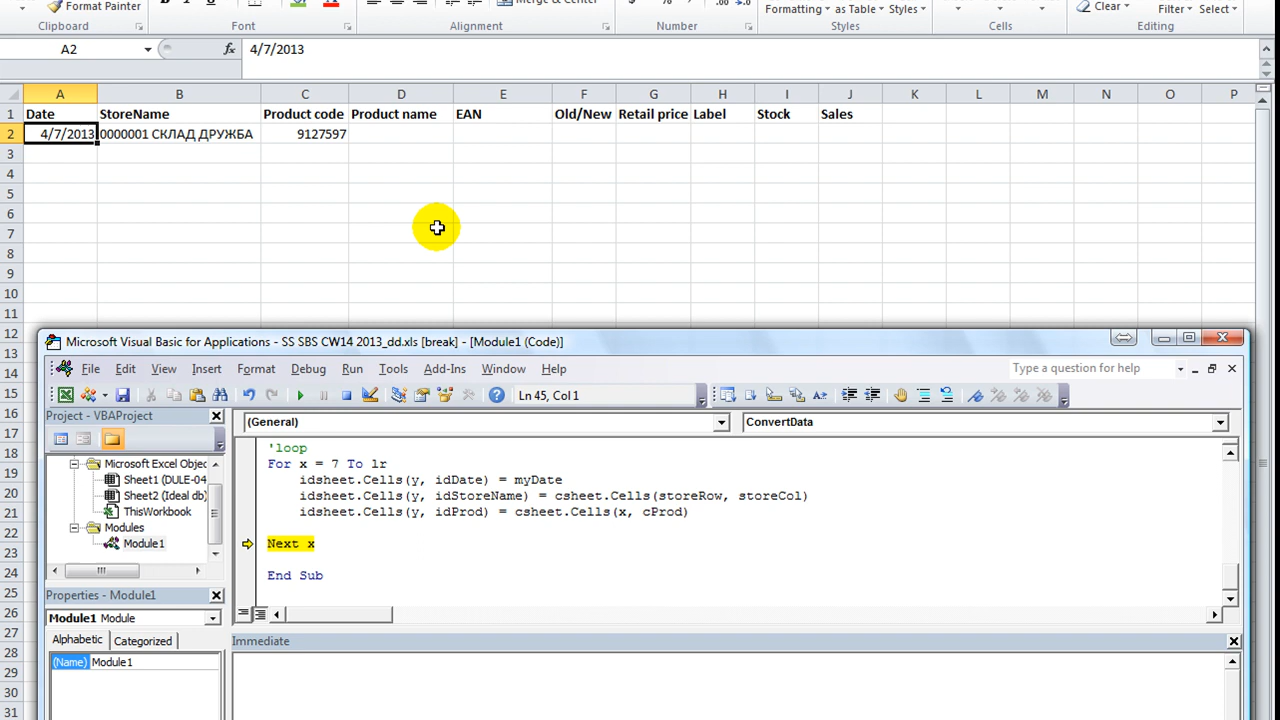 Format Painter
Merge & Center
$ %
Formatting as Table Styles
Clear
Filter Select
Font Alignment Number Styles Cells Editing
A2 fx 4/7/2013
A B C D E F G H I J K L M N O P
1 Date StoreName Product code Product name EAN Old/New Retail price Label Stock Sales
2 4/7/2013 0000001 СКЛАД ДРУЖБА 9127597
3
4
5
6
7
8
9
10
11
12
13
14
15
16
17
18
19
20
21
22
23
24
25
26
27
28
29
30
31
Microsoft Visual Basic for Applications - SS SBS CW14 2013_dd.xls [break] - [Module1 (Code)]
File Edit View Insert Format Debug Run Tools Add-Ins Window Help Type a question for help
Ln 45, Col 1
Project - VBAProject
(General) ConvertData
Microsoft Excel Objec
Sheet1 (DULE-04
Sheet2 (Ideal db)
ThisWorkbook
Modules
Module1
'loop
For x = 7 To lr
idsheet.Cells(y, idDate) = myDate
idsheet.Cells(y, idStoreName) = csheet.Cells(storeRow, storeCol)
idsheet.Cells(y, idProd) = csheet.Cells(x, cProd)
Next x
End Sub
Properties - Module1
Module1 Module
Alphabetic Categorized
(Name) Module1
Immediate